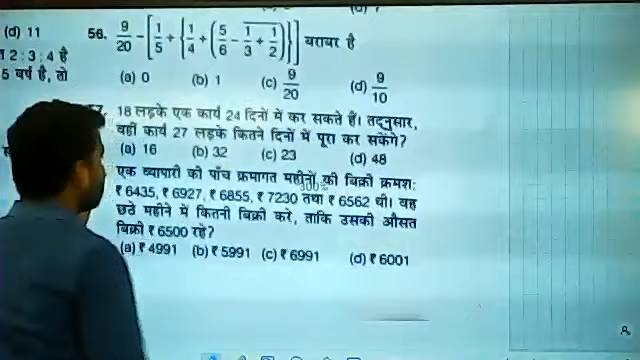 (d) 11
2 : 3 : 4 है
5 वर्ष है, तो
56. 9/20 − [1/5 + {1/4 + (5/6 − \overline{1/3 + 1/2})}] बराबर है
(a) 0 (b) 1 (c) 9/20 (d) 9/10
18 लड़के एक कार्य 24 दिनों में कर सकते हैं। तद्नुसार,
वही कार्य 27 लड़के कितने दिनों में पूरा कर सकेंगे?
(a) 16 (b) 32 (c) 23 (d) 48
एक व्यापारी की पाँच क्रमागत महीनों की बिक्री क्रमशः
₹ 6435, ₹ 6927, ₹ 6855, ₹ 7230 तथा ₹ 6562 थी। वह
छठे महीने में कितनी बिक्री करे, ताकि उसकी औसत
बिक्री ₹ 6500 रहे?
(a) ₹ 4991 (b) ₹ 5991 (c) ₹ 6991 (d) ₹ 6001